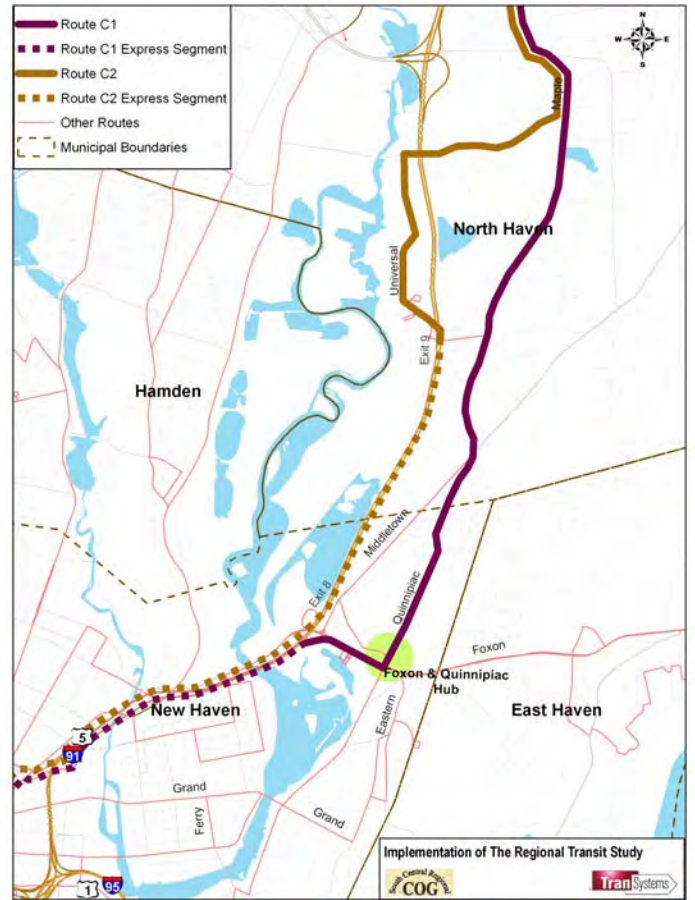 Route C1
Route C1 Express Segment
Route C2
Route C2 Express Segment
Other Routes
Municipal Boundaries
N
W E
S
Maple
North Haven
Universal
Exit 9
Hamden
Middletown
Exit 8
Quinnipiac
Foxon
Foxon & Quinnipiac
Hub
New Haven
East Haven
Eastern
5
91
Grand
Ferry
Grand
1
95
Implementation of The Regional Transit Study
South Central Regional
COG
TranSystems